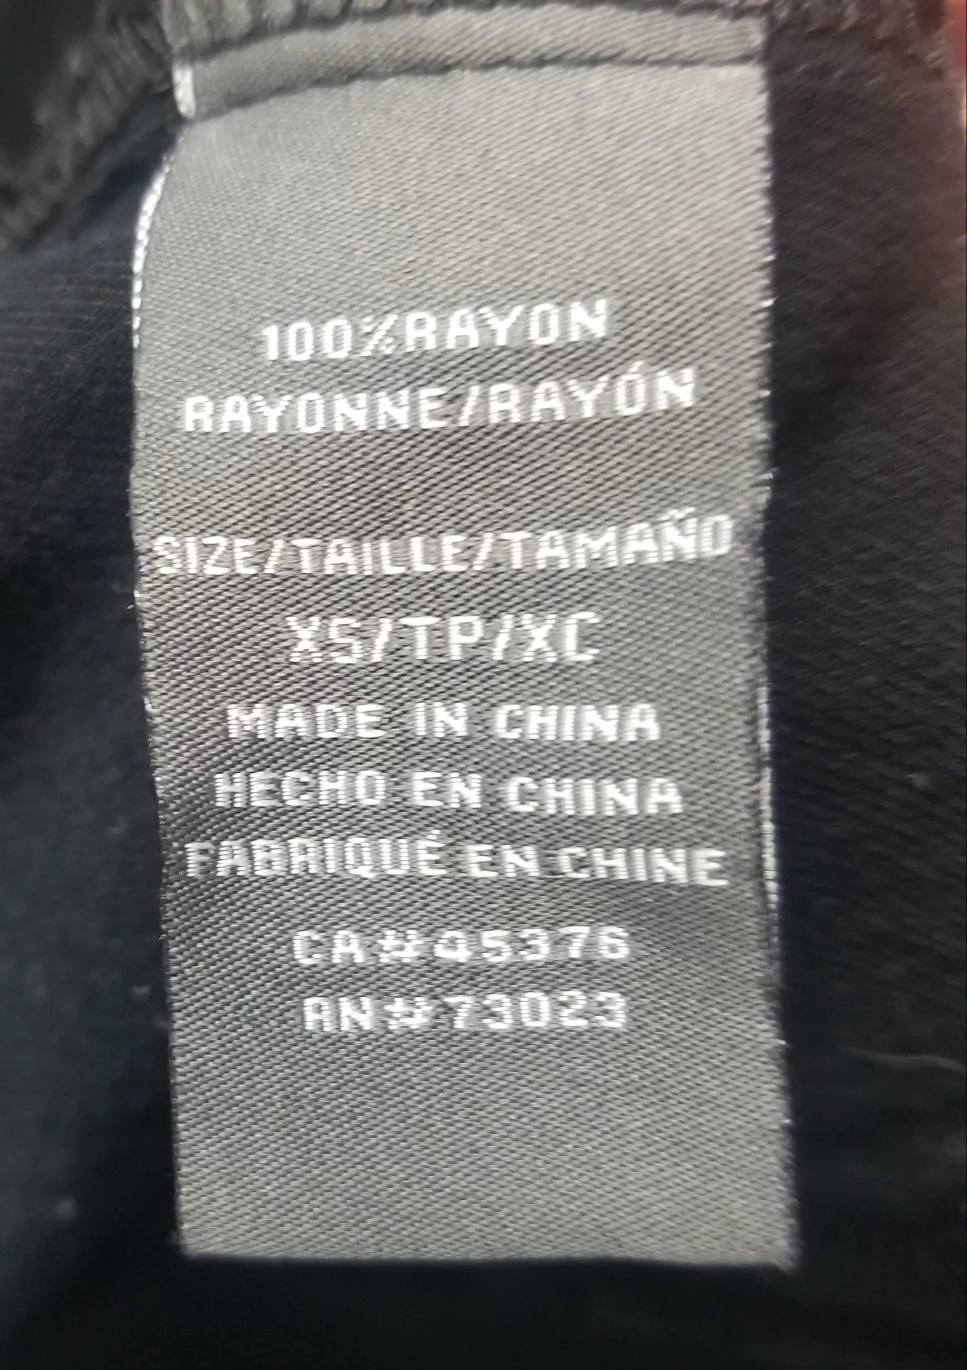 100%RAYON
RAYONNE/RAYÓN
SIZE/TAILLE/TAMAÑO
XS/TP/XC
MADE IN CHINA
HECHO EN CHINA
FABRIQUÉ EN CHINE
CA#45376
RN#73023